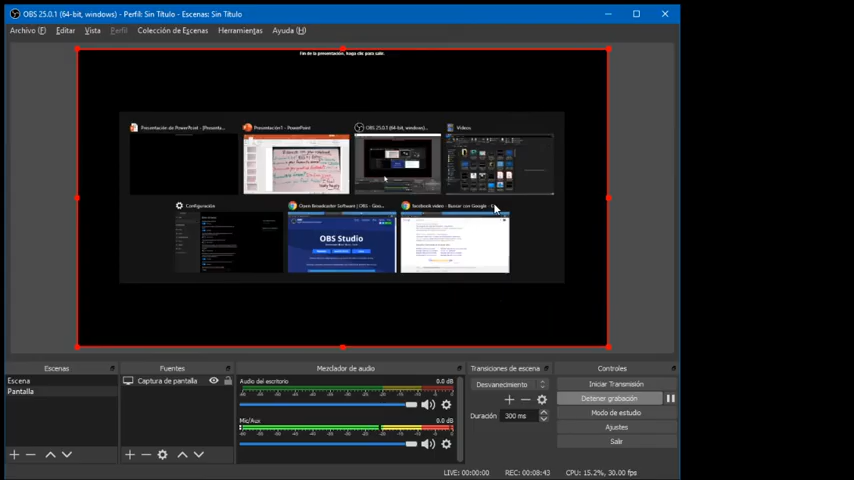 OBS 25.0.1 (64-bit, windows) - Perfil: Sin Título - Escenas: Sin Título
Archivo (F) Editar Vista Perfil Colección de Escenas Herramientas Ayuda (H)
Fin de la presentación, haga clic para salir.
Presentación de PowerPoint - [Presenta... Presentación1 - PowerPoint OBS 25.0.1 (64-bit, windows)... Videos
Configuración Open Broadcaster Software | OBS - Goo... facebook video - Buscar con Google - G...
OBS Studio
Escenas Fuentes Mezclador de audio Transiciones de escena Controles
Escena Captura de pantalla Audio del escritorio 0.0 dB Desvanecimiento Iniciar Transmisión
Pantalla Detener grabación
Mic/Aux 0.0 dB Duración 300 ms Modo de estudio
Ajustes
Salir
LIVE: 00:00:00 REC: 00:08:43 CPU: 15.2%, 30.00 fps